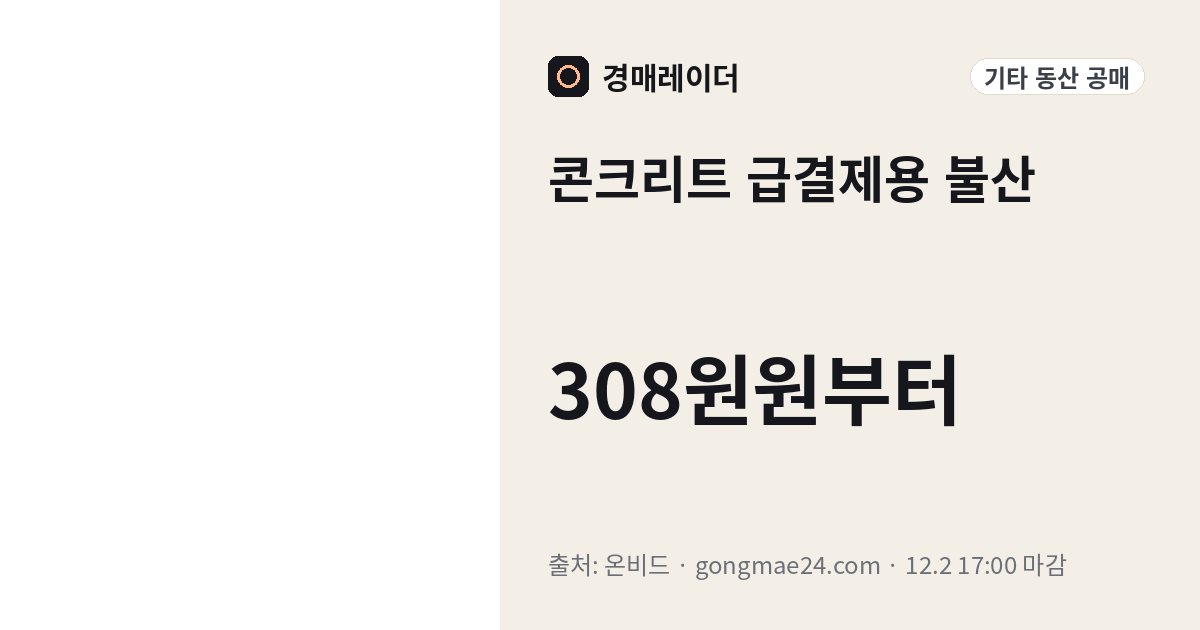 경매레이더
기타 동산 공매
콘크리트 급결제용 불산
308원원부터
출처: 온비드 · gongmae24.com · 12.2 17:00 마감